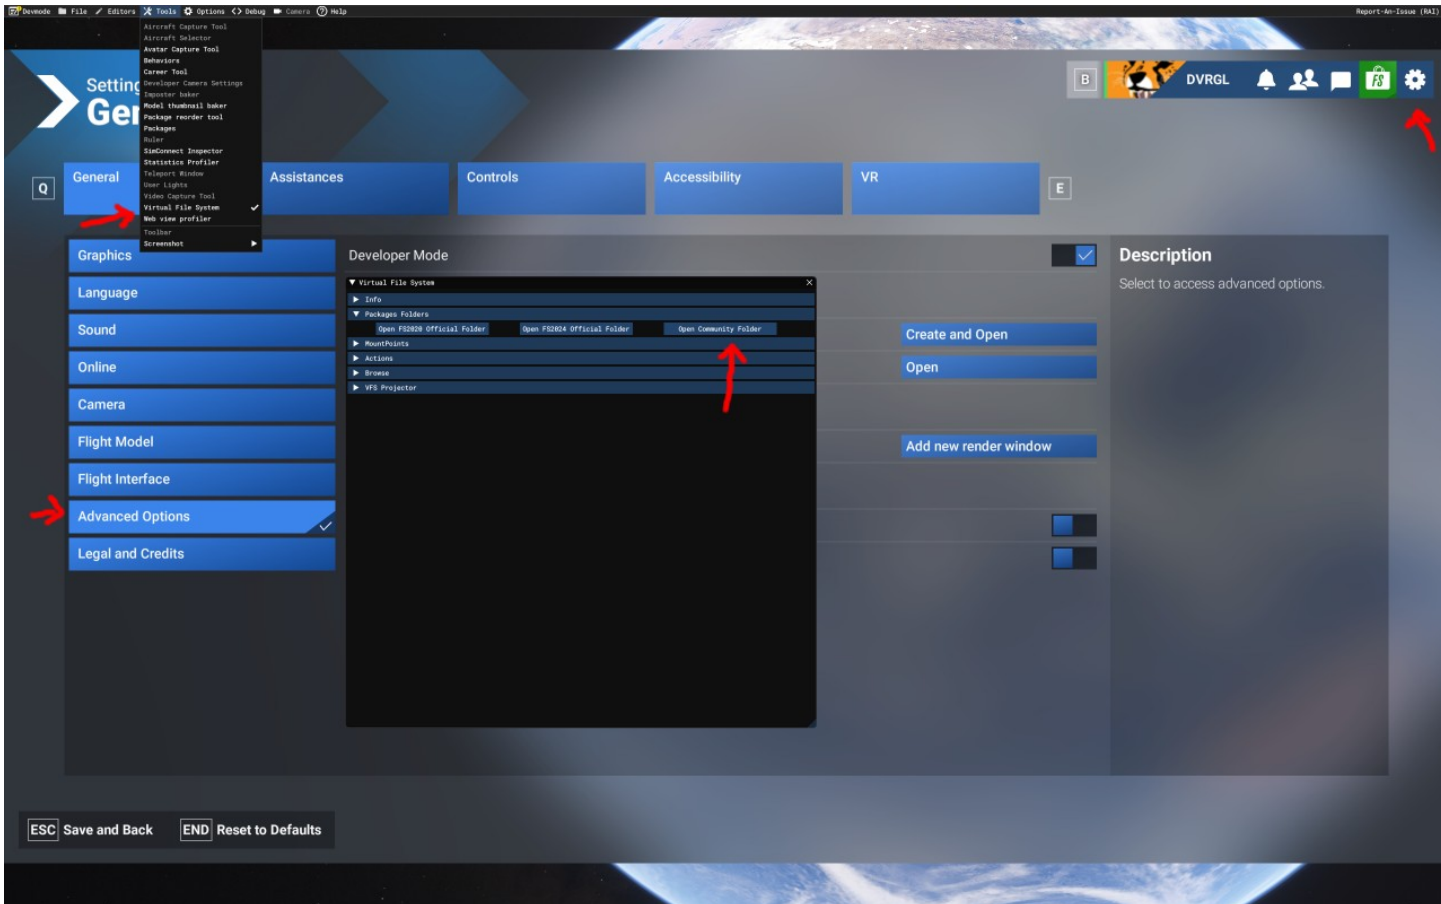 Devmode File Editors Tools Options Debug Camera Help
Report-An-Issue (RAI)
Aircraft Capture Tool
Aircraft Selector
Avatar Capture Tool
Behaviors
Career Tool
Developer Camera Settings
Imposter baker
Model thumbnail baker
Package reorder tool
Packages
Ruler
SimConnect Inspector
Statistics Profiler
Teleport Window
User Lights
Video Capture Tool
Virtual File System
Web view profiler
Toolbar
Screenshot
Setting
Ge
B
DVRGL
FS
Q
General
Assistances
Controls
Accessibility
VR
E
Graphics
Language
Sound
Online
Camera
Flight Model
Flight Interface
Advanced Options
Legal and Credits
Developer Mode
Virtual File System
Info
Packages Folders
Open FS2020 Official Folder
Open FS2024 Official Folder
Open Community Folder
MountPoints
Actions
Browse
VFS Projector
Create and Open
Open
Add new render window
Description
Select to access advanced options.
ESC Save and Back
END Reset to Defaults